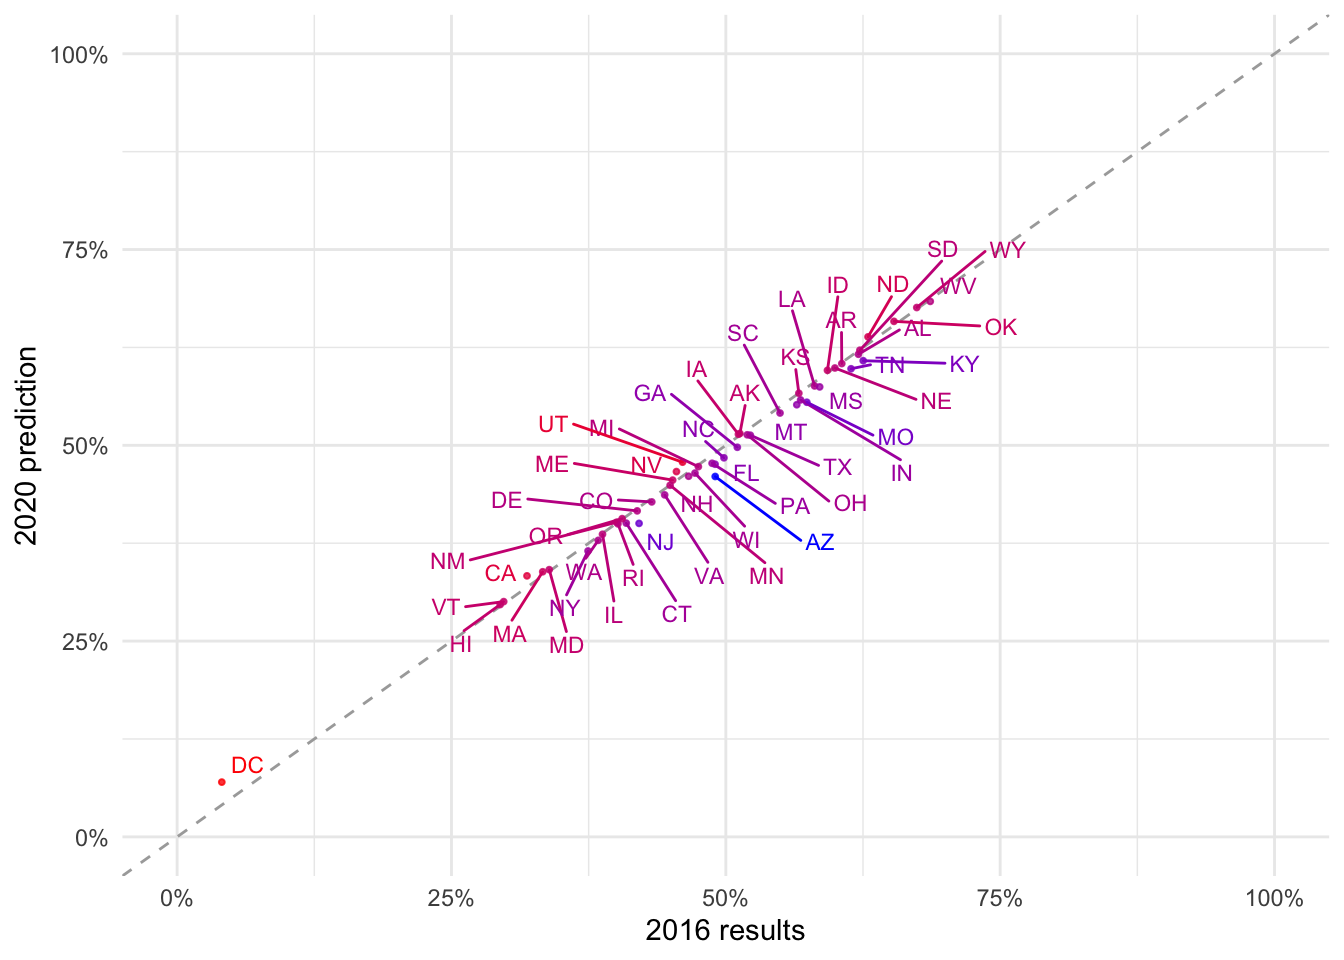 100%
75%
50%
25%
0%
2020 prediction
SD
WY
ID
ND
WV
LA
AR
SC
AL
OK
KS
IA
TN
KY
GA
AK
MS
NE
UT
MI
NC
MT
MO
ME
NV
FL
TX
IN
DE
CO
NH
PA
OH
OR
NJ
WI
AZ
NM
CA
WA
RI
VA
MN
VT
NY
IL
CT
HI
MA
MD
DC
0%
25%
50%
75%
100%
2016 results